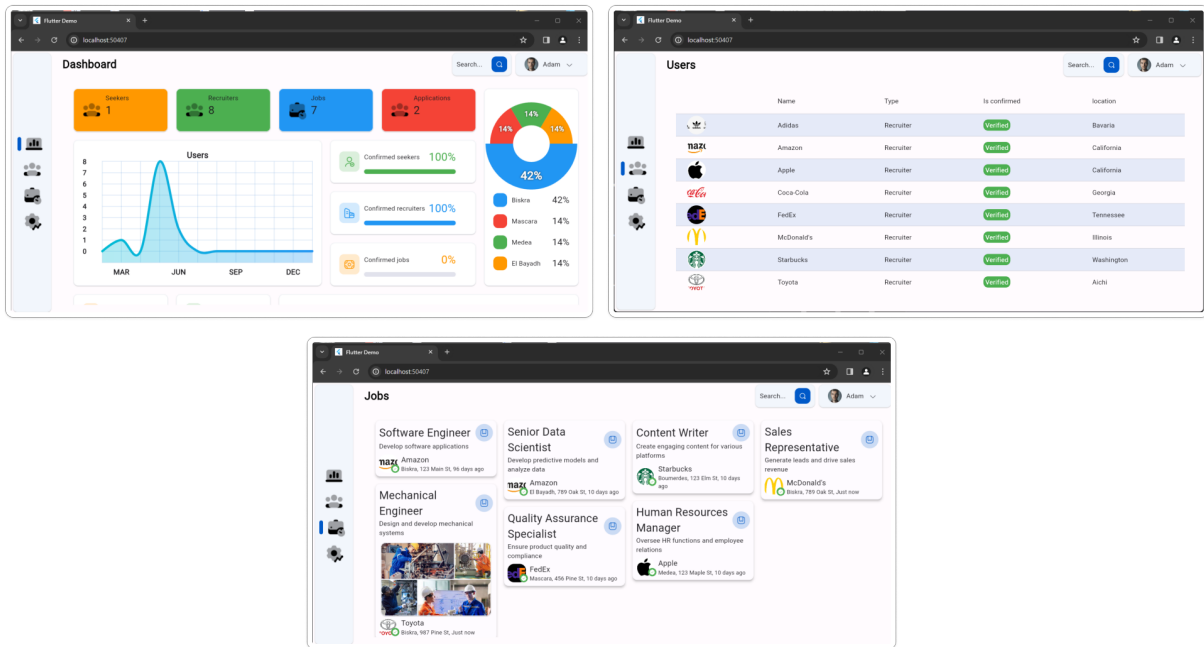 Flutter Demo
localhost:50407
Dashboard
Search...
Adam
Seekers
1
Recruiters
8
Jobs
7
Applications
2
Users
8
7
6
5
4
3
2
1
0
MAR JUN SEP DEC
Confirmed seekers 100%
Confirmed recruiters 100%
Confirmed jobs 0%
14%
14% 14%
42%
Biskra 42%
Mascara 14%
Medea 14%
El Bayadh 14%
Flutter Demo
localhost:50407
Users
Search...
Adam
Name Type Is confirmed location
Adidas Recruiter Verified Bavaria
Amazon Recruiter Verified California
Apple Recruiter Verified California
Coca-Cola Recruiter Verified Georgia
FedEx Recruiter Verified Tennessee
McDonald's Recruiter Verified Illinois
Starbucks Recruiter Verified Washington
Toyota Recruiter Verified Aichi
Flutter Demo
localhost:50407
Jobs
Search...
Adam
Software Engineer
Develop software applications
Amazon
Biskra, 123 Main St, 96 days ago
Mechanical
Engineer
Design and develop mechanical
systems
Toyota
Biskra, 987 Pine St, Just now
Senior Data
Scientist
Develop predictive models and
analyze data
Amazon
El Bayadh, 789 Oak St, 10 days ago
Quality Assurance
Specialist
Ensure product quality and
compliance
FedEx
Mascara, 456 Pine St, 10 days ago
Content Writer
Create engaging content for various
platforms
Starbucks
Boumerdes, 123 Elm St, 10 days
ago
Human Resources
Manager
Oversee HR functions and employee
relations
Apple
Medea, 123 Maple St, 10 days ago
Sales
Representative
Generate leads and drive sales
revenue
McDonald's
Biskra, 789 Oak St, Just now